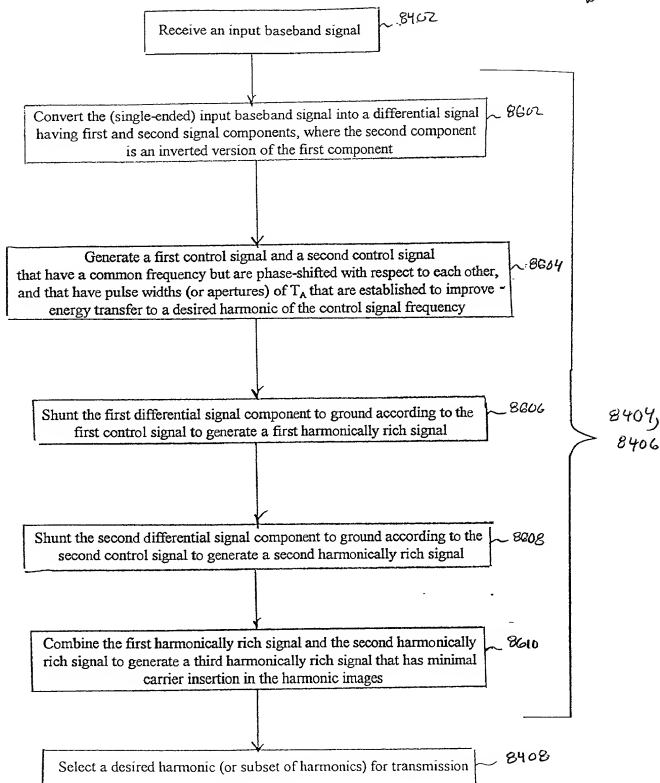 Receive an input baseband signal
8402
Convert the (single-ended) input baseband signal into a differential signal
having first and second signal components, where the second component
is an inverted version of the first component
8602
Generate a first control signal and a second control signal
that have a common frequency but are phase-shifted with respect to each other,
and that have pulse widths (or apertures) of TA that are established to improve
energy transfer to a desired harmonic of the control signal frequency
8604
Shunt the first differential signal component to ground according to the
first control signal to generate a first harmonically rich signal
8606
8404,
8406
Shunt the second differential signal component to ground according to the
second control signal to generate a second harmonically rich signal
8608
Combine the first harmonically rich signal and the second harmonically
rich signal to generate a third harmonically rich signal that has minimal
carrier insertion in the harmonic images
8610
Select a desired harmonic (or subset of harmonics) for transmission
8408